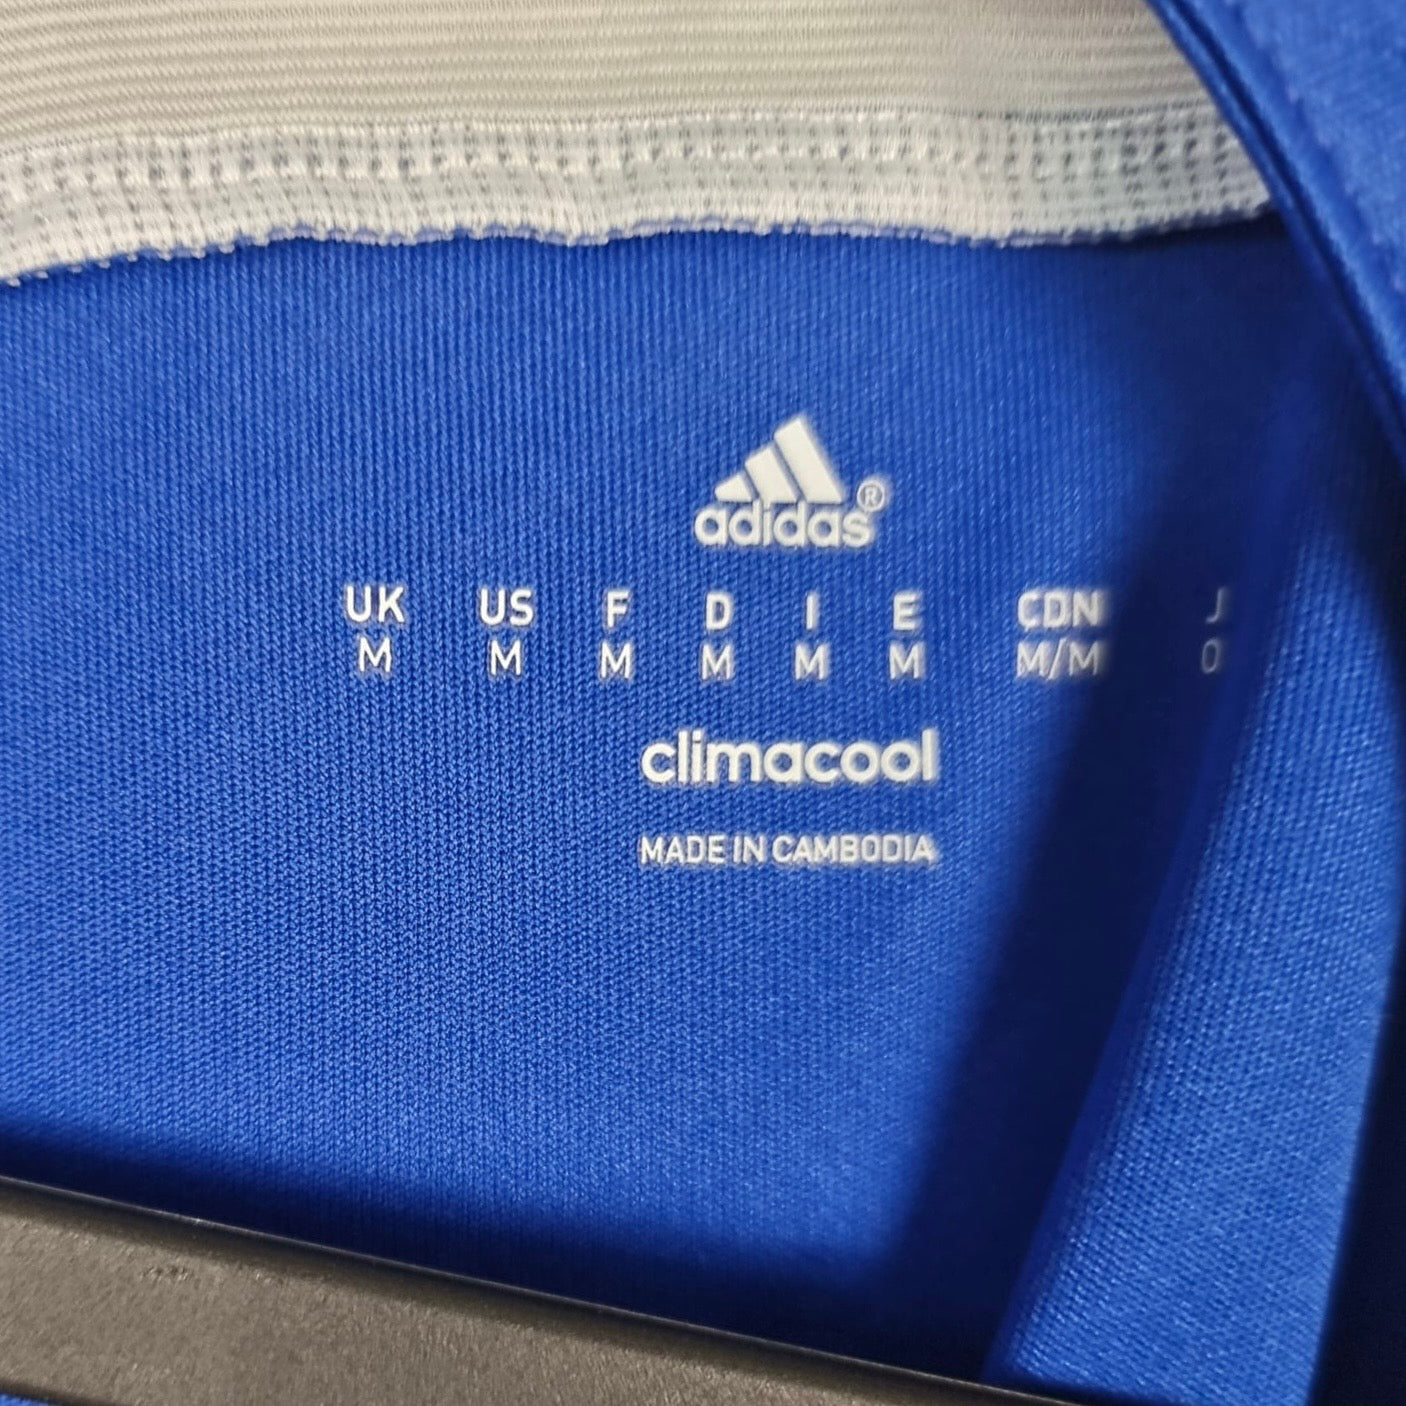 adidas®
UK US F D I E CDN J
M M M M M M M/M O
climacool
MADE IN CAMBODIA